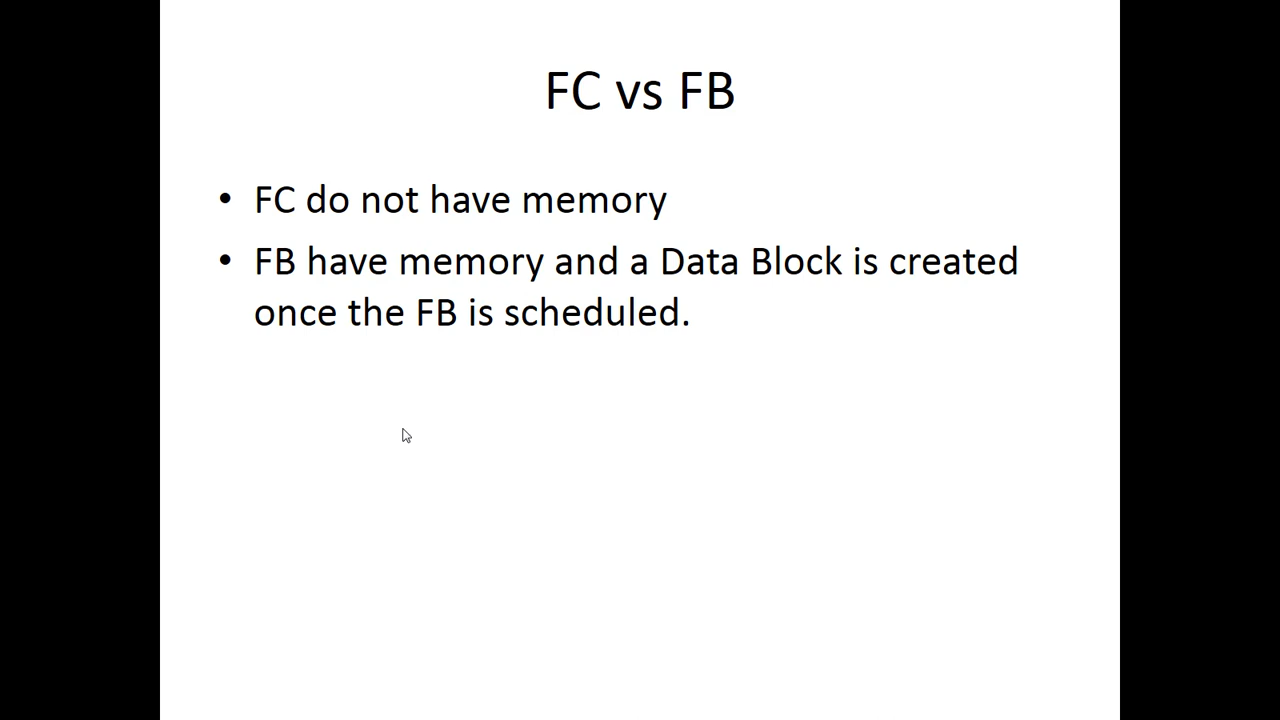 FC vs FB
• FC do not have memory
• FB have memory and a Data Block is created
once the FB is scheduled.